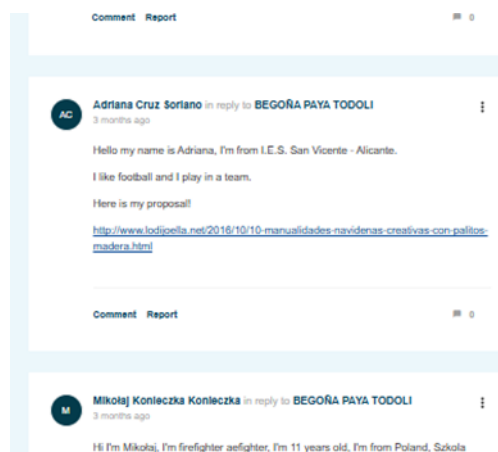 Comment Report 0
AC Adriana Cruz Soriano in reply to BEGOÑA PAYA TODOLI
3 months ago
Hello my name is Adriana, I'm from I.E.S. San Vicente - Alicante.
I like football and I play in a team.
Here is my proposal!
http://www.lodijoella.net/2016/10/10-manualidades-navidenas-creativas-con-palitos-
madera.html
Comment Report 0
M Mikołaj Konieczka Konieczka in reply to BEGOÑA PAYA TODOLI
3 months ago
Hi I'm Mikołaj, I'm firefighter aefighter, I'm 11 years old, I'm from Poland, Szkola